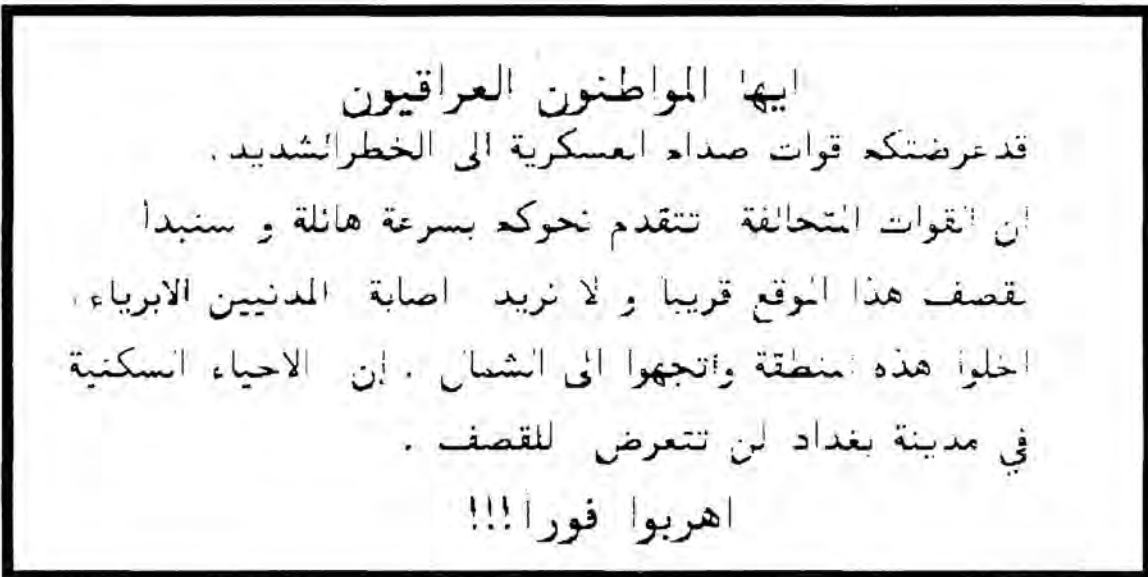 ايها المواطنون العراقيون
قد عرضتكم قوات صدام العسكرية الى الخطر الشديد .
ان القوات المتحالفة تتقدم نحوكم بسرعة هائلة و سنبدا
بقصف هذا الموقع قريبا و لا نريد اصابة المدنيين الابرياء ،
اخلوا هذه المنطقة واتجهوا الى الشمال . إن الاحياء السكنية
في مدينة بغداد لن تتعرض للقصف .
اهربوا فورا !!!